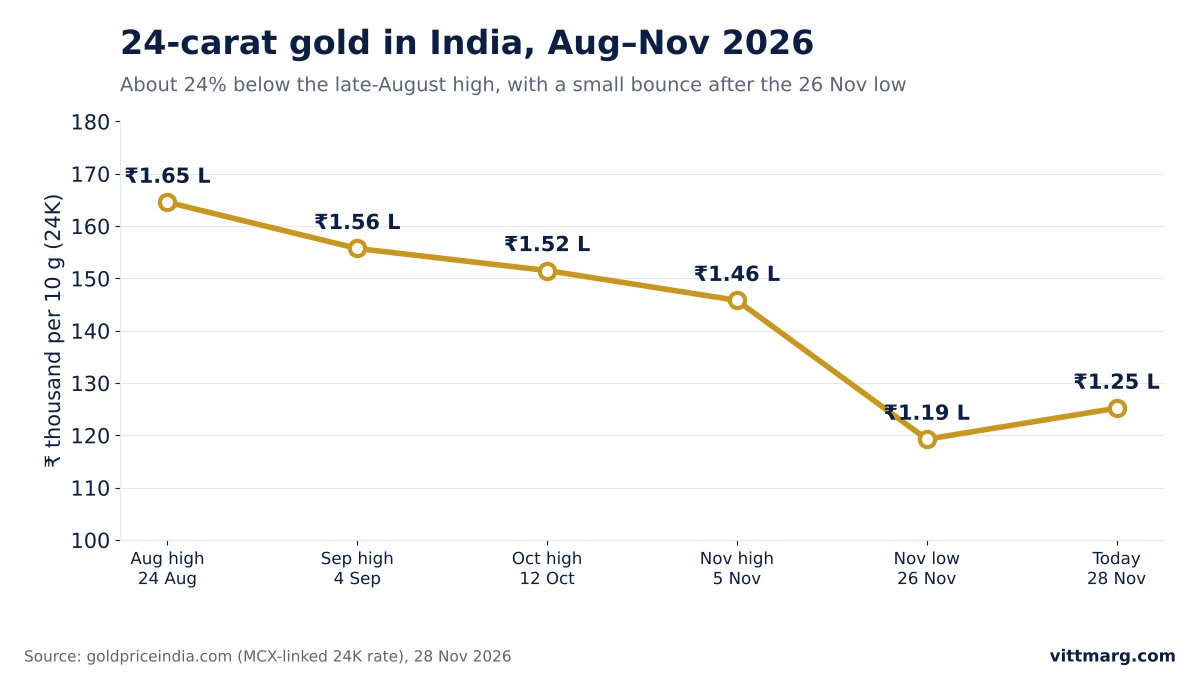 24-carat gold in India, Aug–Nov 2026
About 24% below the late-August high, with a small bounce after the 26 Nov low
₹ thousand per 10 g (24K)
180
170
160
150
140
130
120
110
100
₹1.65 L
₹1.56 L
₹1.52 L
₹1.46 L
₹1.19 L
₹1.25 L
Aug high
24 Aug
Sep high
4 Sep
Oct high
12 Oct
Nov high
5 Nov
Nov low
26 Nov
Today
28 Nov
Source: goldpriceindia.com (MCX-linked 24K rate), 28 Nov 2026
vittmarg.com